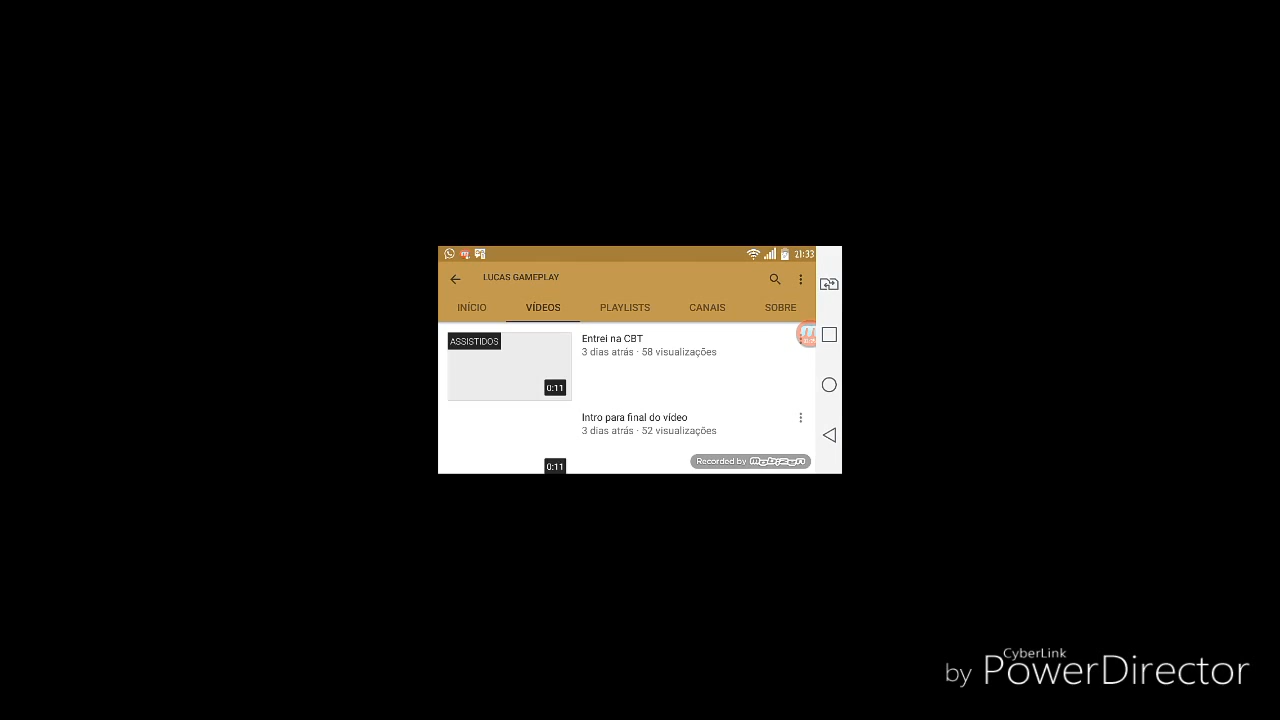 21:33
LUCAS GAMEPLAY
INÍCIO VÍDEOS PLAYLISTS CANAIS SOBRE
ASSISTIDOS
0:11
Entrei na CBT
3 dias atrás · 58 visualizações
Intro para final do vídeo
3 dias atrás · 52 visualizações
0:11
Recorded by mobizen
CyberLink
by PowerDirector